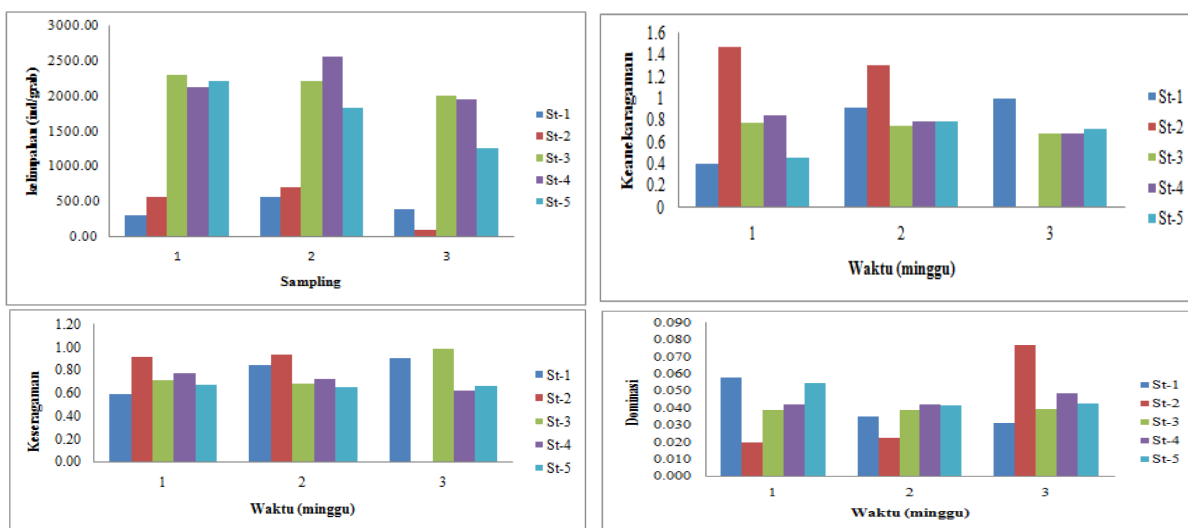 3000.00
2500.00
2000.00
1500.00
1000.00
500.00
0.00
kelimpahan (ind/grab)
1 2 3
Sampling
St-1
St-2
St-3
St-4
St-5
1.6
1.4
1.2
1
0.8
0.6
0.4
0.2
0
Keanekaragaman
1 2 3
Waktu (minggu)
St-1
St-2
St-3
St-4
St-5
1.20
1.00
0.80
0.60
0.40
0.20
0.00
Keseragaman
1 2 3
Waktu (minggu)
St-1
St-2
St-3
St-4
St-5
0.090
0.080
0.070
0.060
0.050
0.040
0.030
0.020
0.010
0.000
Dominasi
1 2 3
Waktu (minggu)
St-1
St-2
St-3
St-4
St-5